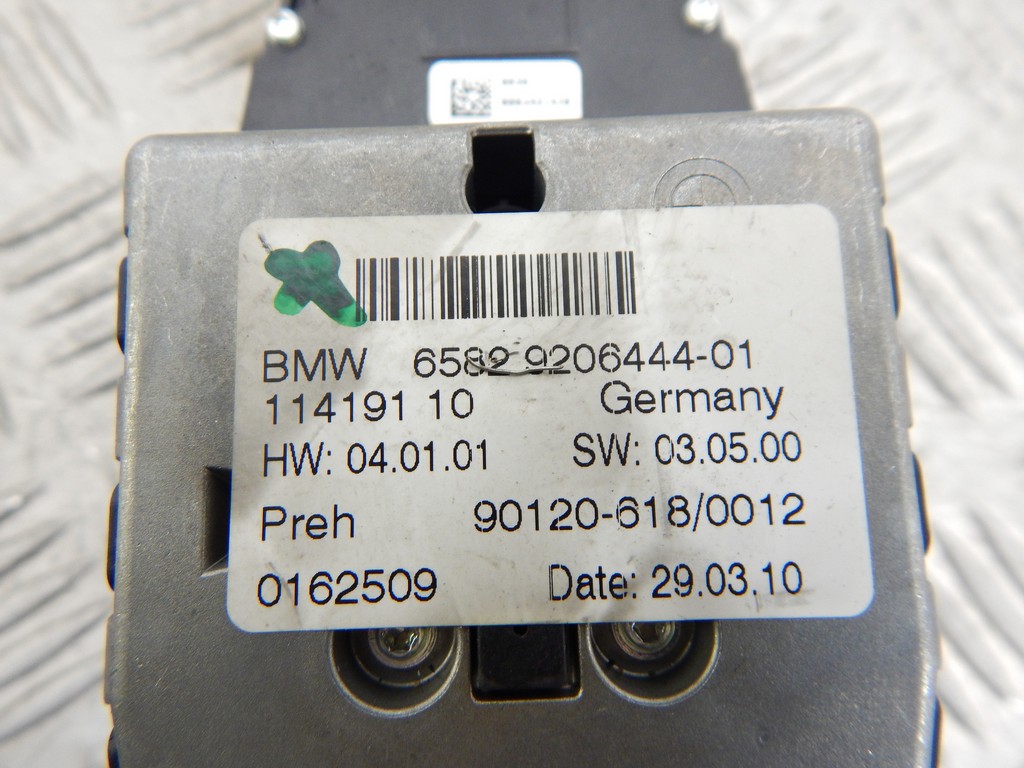 BMW 6582 9206444-01
114191 10 Germany
HW: 04.01.01 SW: 03.05.00
Preh 90120-618/0012
0162509 Date: 29.03.10